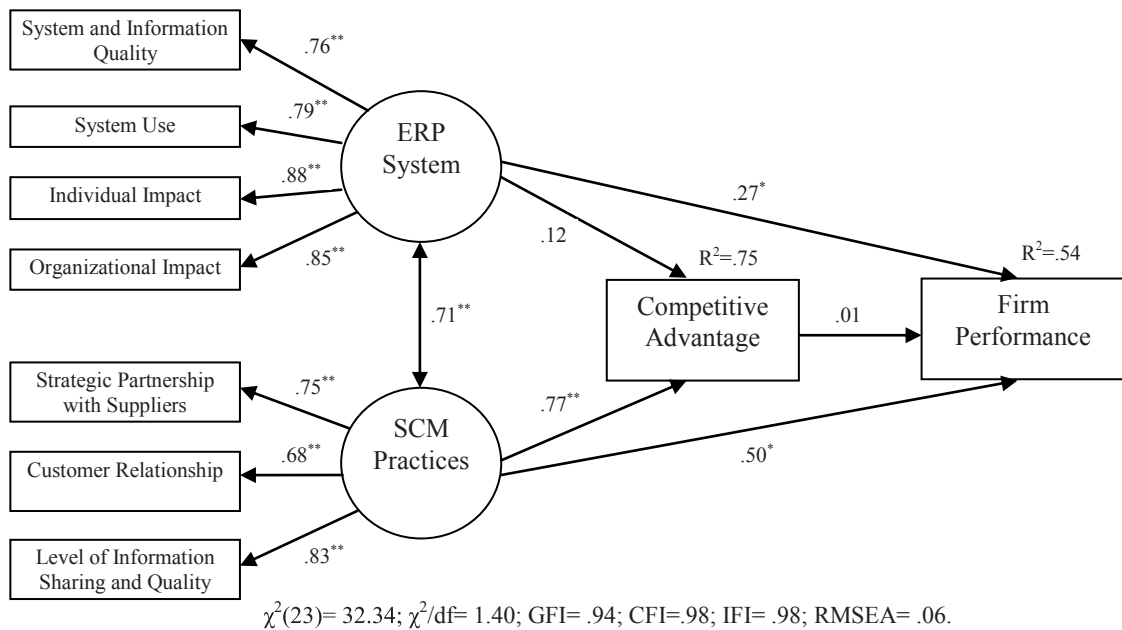 System and Information
Quality
.76**
System Use
.79**
ERP
System
Individual Impact
.88**
.27*
.12
Organizational Impact
.85**
R²=.75
R²=.54
Competitive
Advantage
.01
Firm
Performance
.71**
Strategic Partnership
with Suppliers
.75**
.77**
SCM
Practices
Customer Relationship
.68**
.50*
Level of Information
Sharing and Quality
.83**
χ²(23)= 32.34; χ²/df= 1.40; GFI= .94; CFI=.98; IFI= .98; RMSEA= .06.